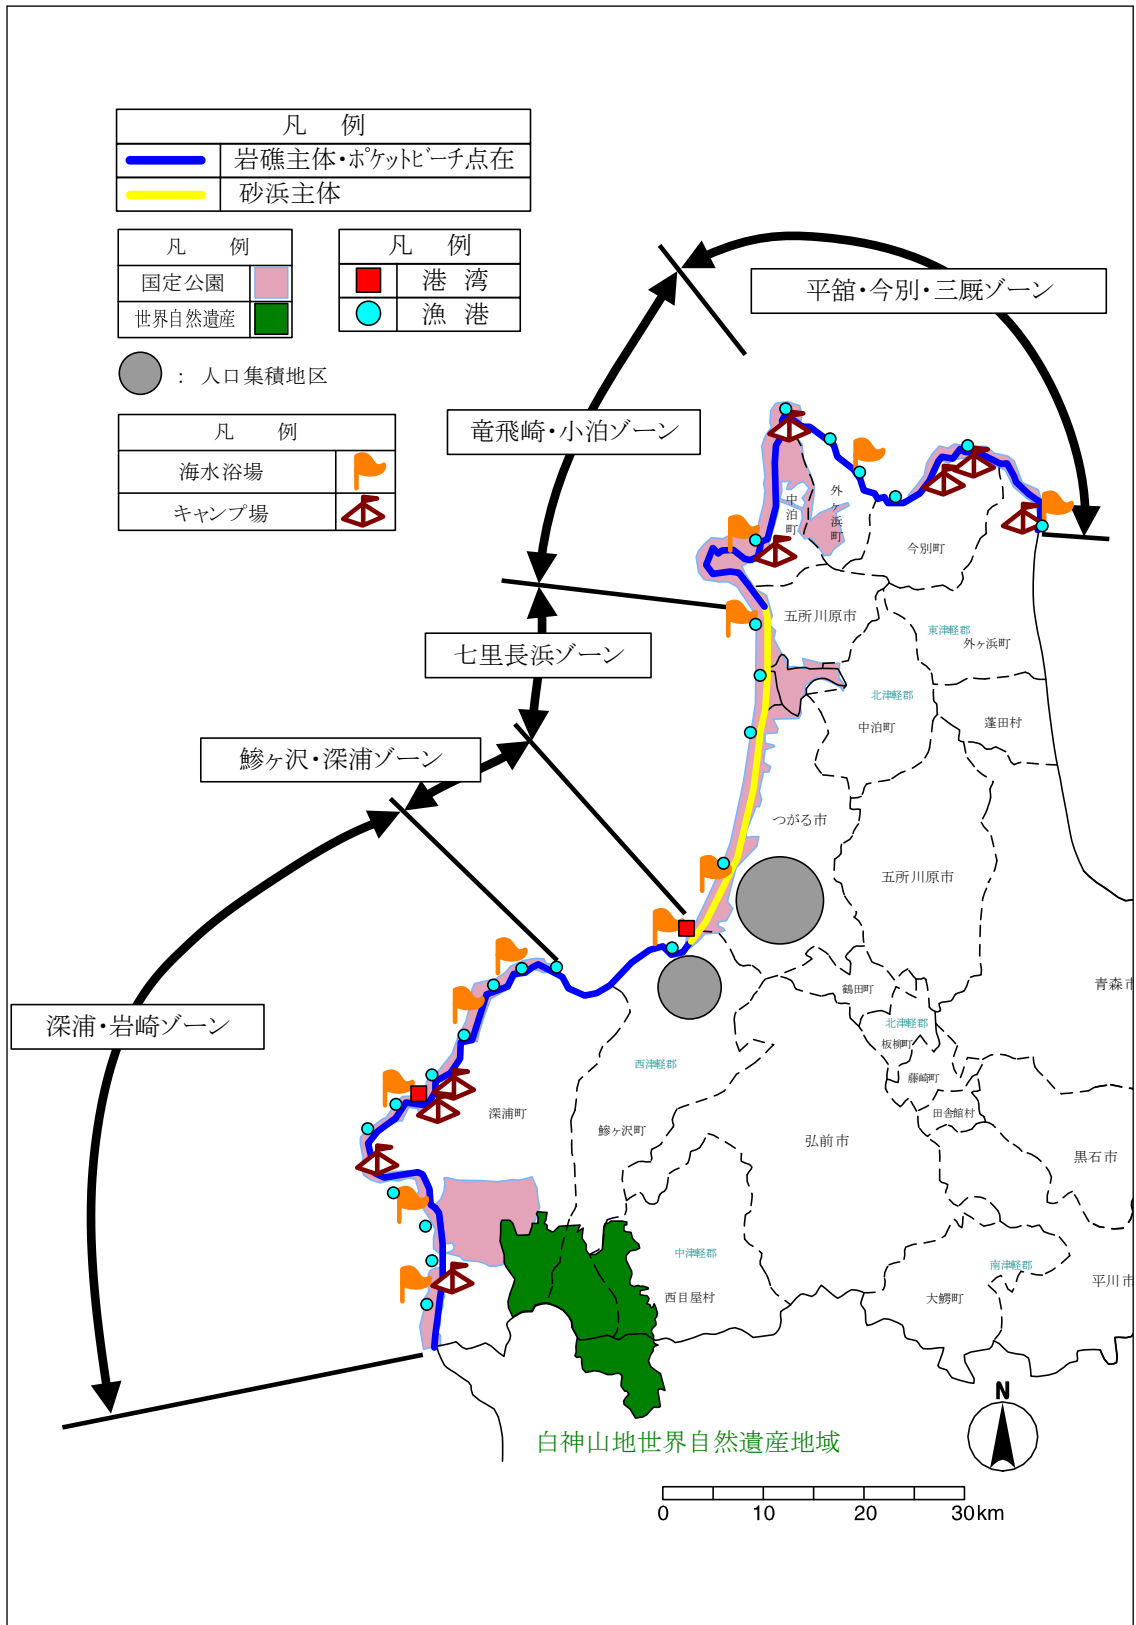 凡 例
岩礁主体・ポケットビーチ点在
砂浜主体
凡 例
国定公園
世界自然遺産
凡 例
港 湾
漁 港
： 人口集積地区
凡 例
海水浴場
キャンプ場
平舘・今別・三厩ゾーン
竜飛崎・小泊ゾーン
七里長浜ゾーン
鰺ヶ沢・深浦ゾーン
深浦・岩崎ゾーン
中泊町
外ヶ浜町
今別町
五所川原市
東津軽郡
外ヶ浜町
北津軽郡
中泊町
蓬田村
つがる市
五所川原市
青森市
鶴田町
北津軽郡
板柳町
西津軽郡
藤崎町
田舎館村
深浦町
鰺ヶ沢町
弘前市
黒石市
中津軽郡
西目屋村
南津軽郡
大鰐町
平川市
白神山地世界自然遺産地域
N
0 10 20 30km